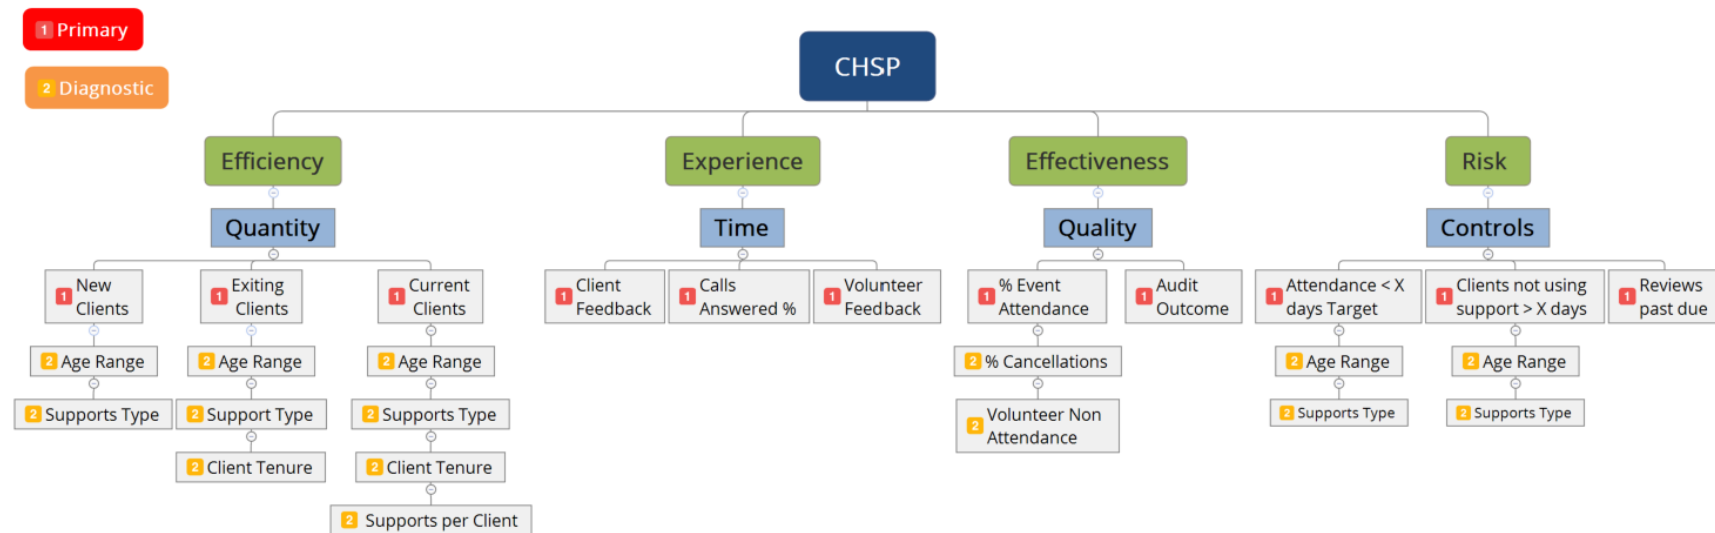 1 Primary
2 Diagnostic
CHSP
Efficiency
Experience
Effectiveness
Risk
Quantity
Time
Quality
Controls
1 New
Clients
1 Exiting
Clients
1 Current
Clients
1 Client
Feedback
1 Calls
Answered %
1 Volunteer
Feedback
1 % Event
Attendance
1 Audit
Outcome
1 Attendance < X
days Target
1 Clients not using
support > X days
1 Reviews
past due
2 Age Range
2 Age Range
2 Age Range
2 % Cancellations
2 Age Range
2 Age Range
2 Supports Type
2 Support Type
2 Supports Type
2 Volunteer Non
Attendance
2 Supports Type
2 Supports Type
2 Client Tenure
2 Client Tenure
2 Supports per Client